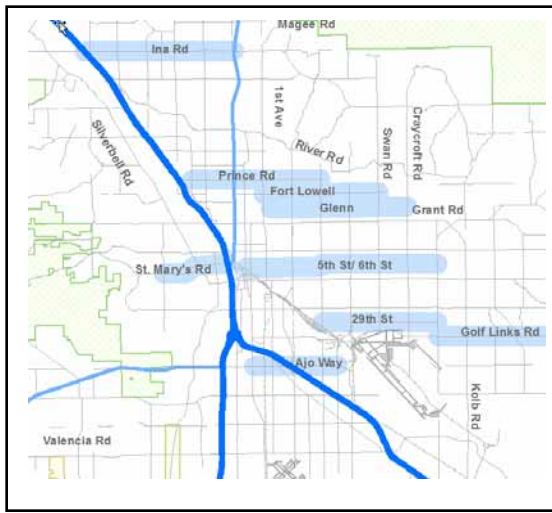 Magee Rd
Ina Rd
1st Ave
Craycroft Rd
Silverbell Rd
Swan Rd
River Rd
Prince Rd
Fort Lowell
Glenn
Grant Rd
St. Mary's Rd
5th St/ 6th St
29th St
Golf Links Rd
Ajo Way
Kolb Rd
Valencia Rd